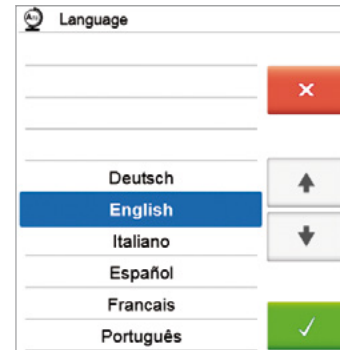 Language
Deutsch
English
Italiano
Español
Francais
Português